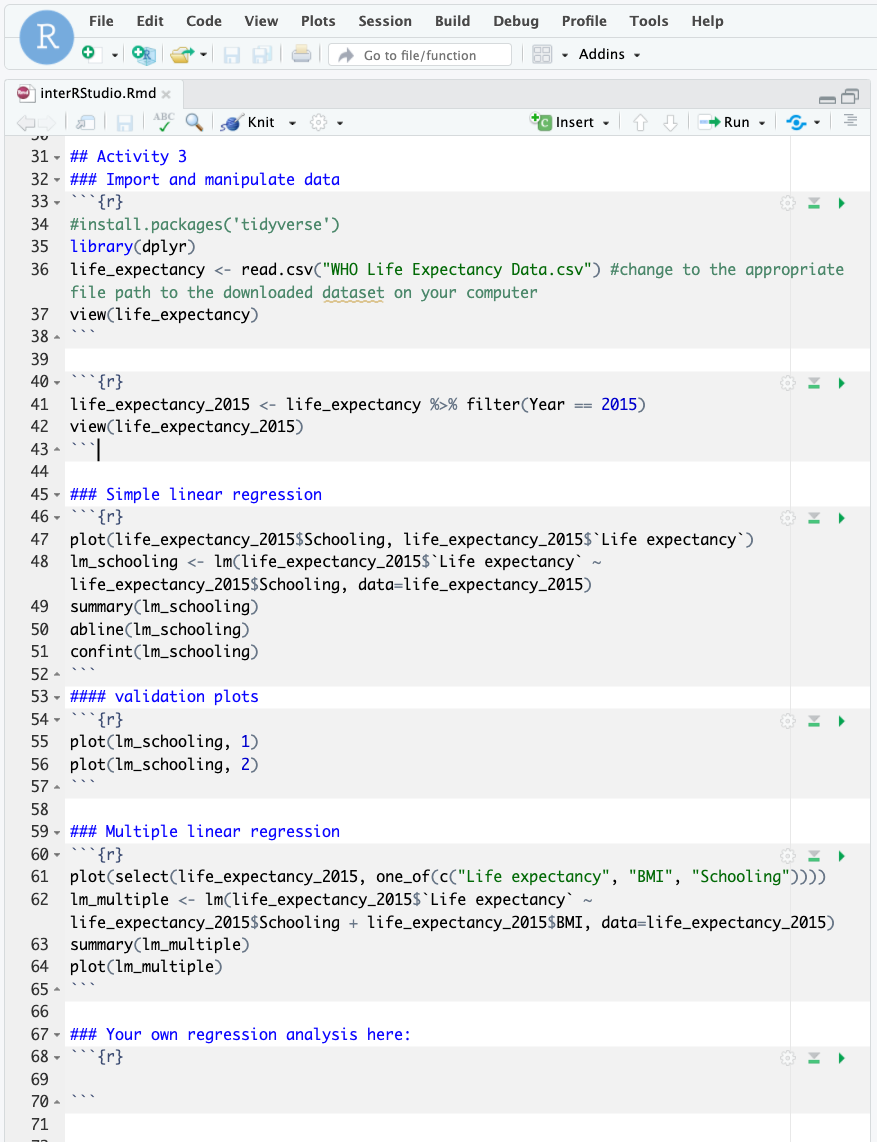 R
File Edit Code View Plots Session Build Debug Profile Tools Help
R
Go to file/function
Addins
Rmd
interRStudio.Rmd
ABC
Knit
C
Insert
Run
30
31 ## Activity 3
32 ### Import and manipulate data
33 ```{r}
34 #install.packages('tidyverse')
35 library(dplyr)
36 life_expectancy <- read.csv("WHO Life Expectancy Data.csv") #change to the appropriate
file path to the downloaded dataset on your computer
37 view(life_expectancy)
38 ```
39
40 ```{r}
41 life_expectancy_2015 <- life_expectancy %>% filter(Year == 2015)
42 view(life_expectancy_2015)
43 ```
44
45 ### Simple linear regression
46 ```{r}
47 plot(life_expectancy_2015$Schooling, life_expectancy_2015$`Life expectancy`)
48 lm_schooling <- lm(life_expectancy_2015$`Life expectancy` ~
life_expectancy_2015$Schooling, data=life_expectancy_2015)
49 summary(lm_schooling)
50 abline(lm_schooling)
51 confint(lm_schooling)
52 ```
53 #### validation plots
54 ```{r}
55 plot(lm_schooling, 1)
56 plot(lm_schooling, 2)
57 ```
58
59 ### Multiple linear regression
60 ```{r}
61 plot(select(life_expectancy_2015, one_of(c("Life expectancy", "BMI", "Schooling"))))
62 lm_multiple <- lm(life_expectancy_2015$`Life expectancy` ~
life_expectancy_2015$Schooling + life_expectancy_2015$BMI, data=life_expectancy_2015)
63 summary(lm_multiple)
64 plot(lm_multiple)
65 ```
66
67 ### Your own regression analysis here:
68 ```{r}
69
70 ```
71